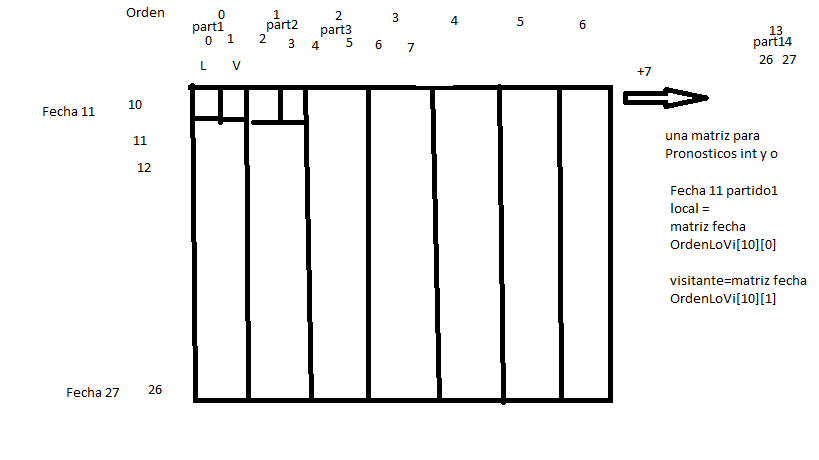 Orden 0 1 2 3 4 5 6 13
part1 part2 part3 part14
0 1 2 3 4 5 6 7 26 27
L V
+7
Fecha 11 10
11
12
una matriz para
Pronosticos int y o
Fecha 11 partido1
local =
matriz fecha
OrdenLoVi[10][0]
visitante=matriz fecha
OrdenLoVi[10][1]
Fecha 27 26